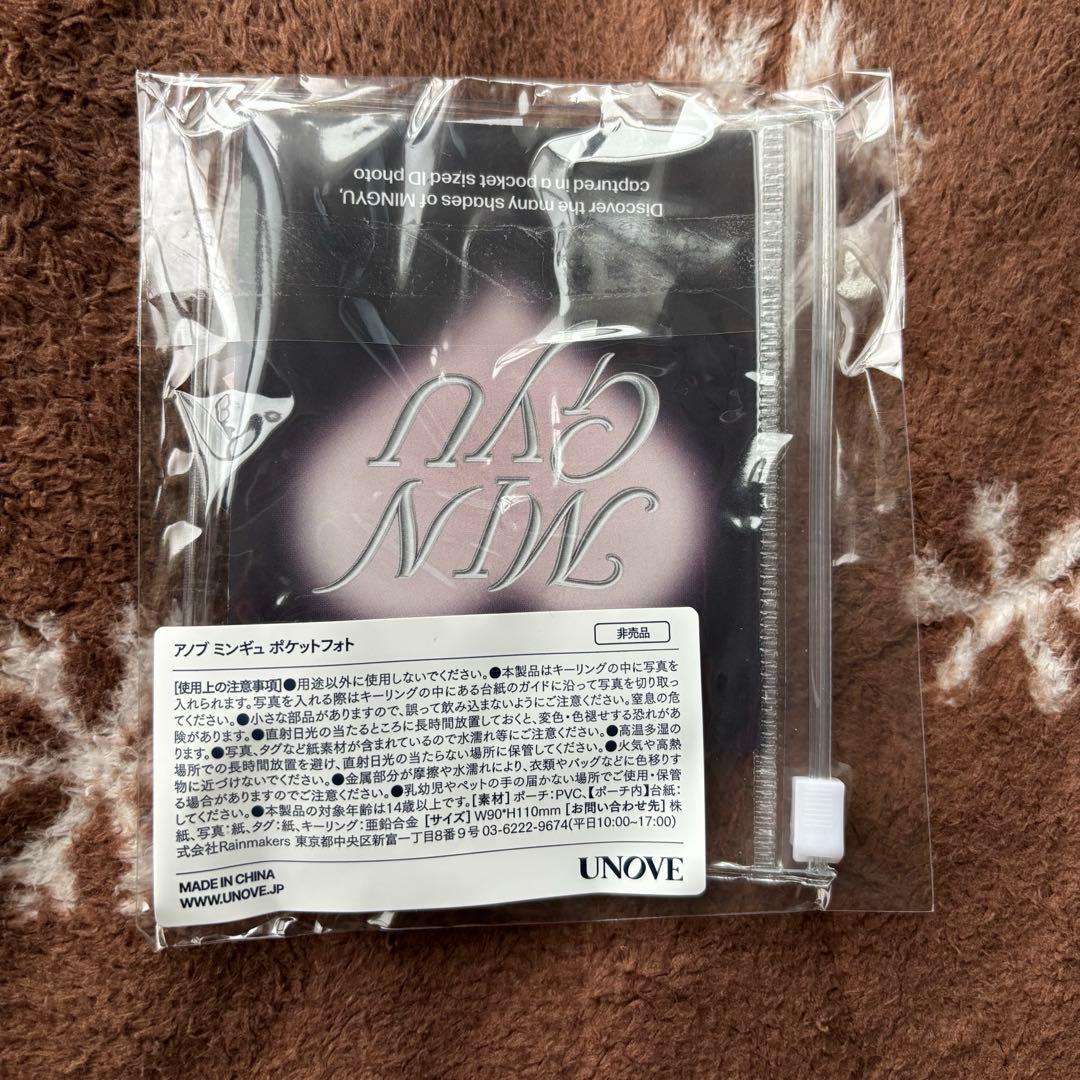 Discover the many shades of MINGYU,
captured in a pocket sized ID photo
MIN
GYU
アノブ ミンギュ ポケットフォト
非売品
[使用上の注意事項]●用途以外に使用しないでください。●本製品はキーリングの中に写真を
入れられます。写真を入れる際はキーリングの中にある台紙のガイドに沿って写真を切り取っ
てください。●小さな部品がありますので、誤って飲み込まないようにご注意ください。窒息の危
険があります。●直射日光の当たるところに長時間放置しておくと、変色・色褪せする恐れがあ
ります。●写真、タグなど紙素材が含まれているので水濡れ等にご注意ください。●高温多湿の
場所での長時間放置を避け、直射日光の当たらない場所に保管してください。●火気や高熱
物に近づけないでください。●金属部分が摩擦や水濡れにより、衣類やバッグなどに色移りす
る場合がありますのでご注意ください。●乳幼児やペットの手の届かない場所でご使用・保管
してください。●本製品の対象年齢は14歳以上です。[素材] ポーチ:PVC、【ポーチ内】台紙:
紙、写真:紙、タグ:紙、キーリング:亜鉛合金 [サイズ] W90*H110mm [お問い合わせ先] 株
式会社Rainmakers 東京都中央区新富一丁目8番9号 03-6222-9674(平日10:00~17:00)
MADE IN CHINA
WWW.UNOVE.JP
UNOVE